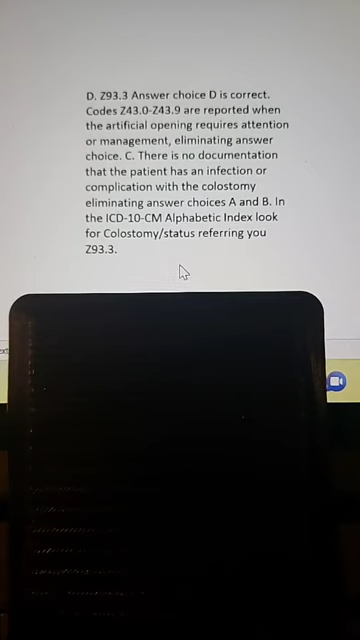 D. Z93.3 Answer choice D is correct.
Codes Z43.0-Z43.9 are reported when
the artificial opening requires attention
or management, eliminating answer
choice. C. There is no documentation
that the patient has an infection or
complication with the colostomy
eliminating answer choices A and B. In
the ICD-10-CM Alphabetic Index look
for Colostomy/status referring you
Z93.3.